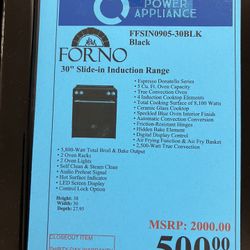 POWER
APPLIANCE
FORNO
FFSIN0905-30BLK
Black
30" Slide-in Induction Range
- Espresso Donatello Series
- 5 Cu. Ft. Oven Capacity
- True Convection Oven
- 4 Induction Cooktop Elements
- Total Cooking Surface of 8,100 Watts
- Ceramic Glass Cooktop
- Speckled Blue Oven Interior Finish
- Automatic Convection Conversion
- Friction-Resistant Hinges
- Hidden Bake Element
- Digital Display Control
- Air Frying Function & Air Fry Basket
- 2,500-Watt True Convection
- 5,800-Watt Total Broil & Bake Output
- 2 Oven Racks
- 2 Oven Lights
- Self Clean & Steam Clean
- Audio Preheat Signal
- Hot Surface Indicator
- LED Screen Display
- Control Lock Option
Height: 38
Width: 30
Depth: 27.95
MSRP: 2000.00
CLOSEOUT ITEM